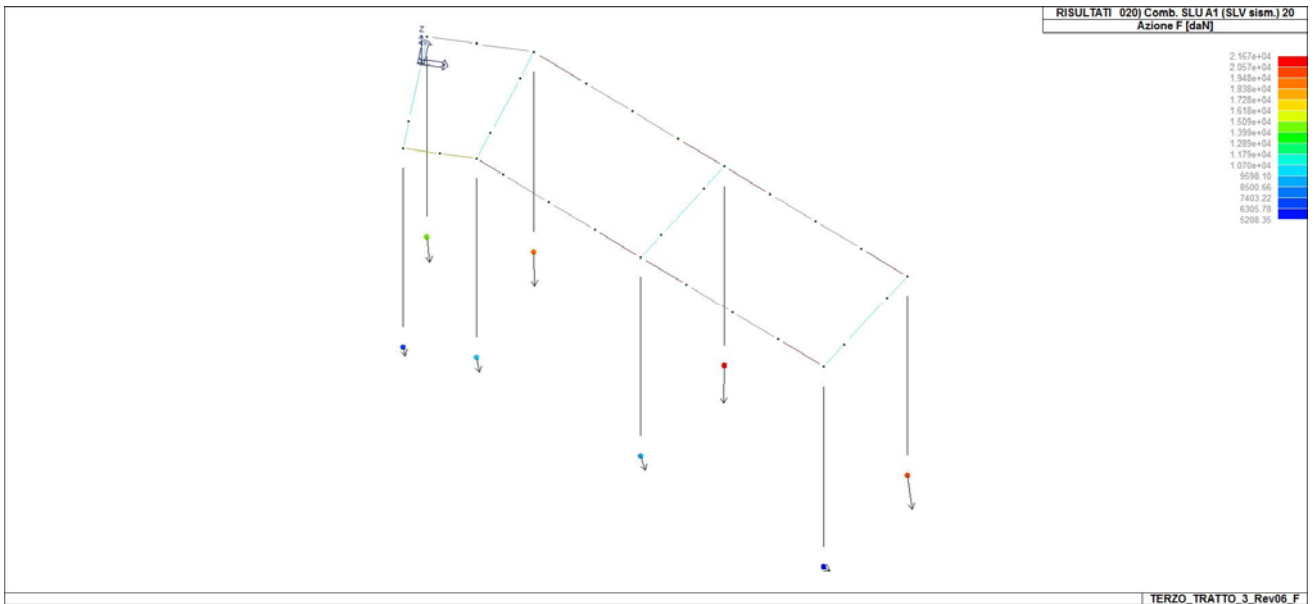 RISULTATI 020) Comb. SLU A1 (SLV sism.) 20
Azione F [daN]
Z
2.167e+04
2.057e+04
1.948e+04
1.838e+04
1.728e+04
1.618e+04
1.509e+04
1.399e+04
1.289e+04
1.179e+04
1.070e+04
9598.10
8500.66
7403.22
6305.78
5208.35
TERZO_TRATTO_3_Rev06_F